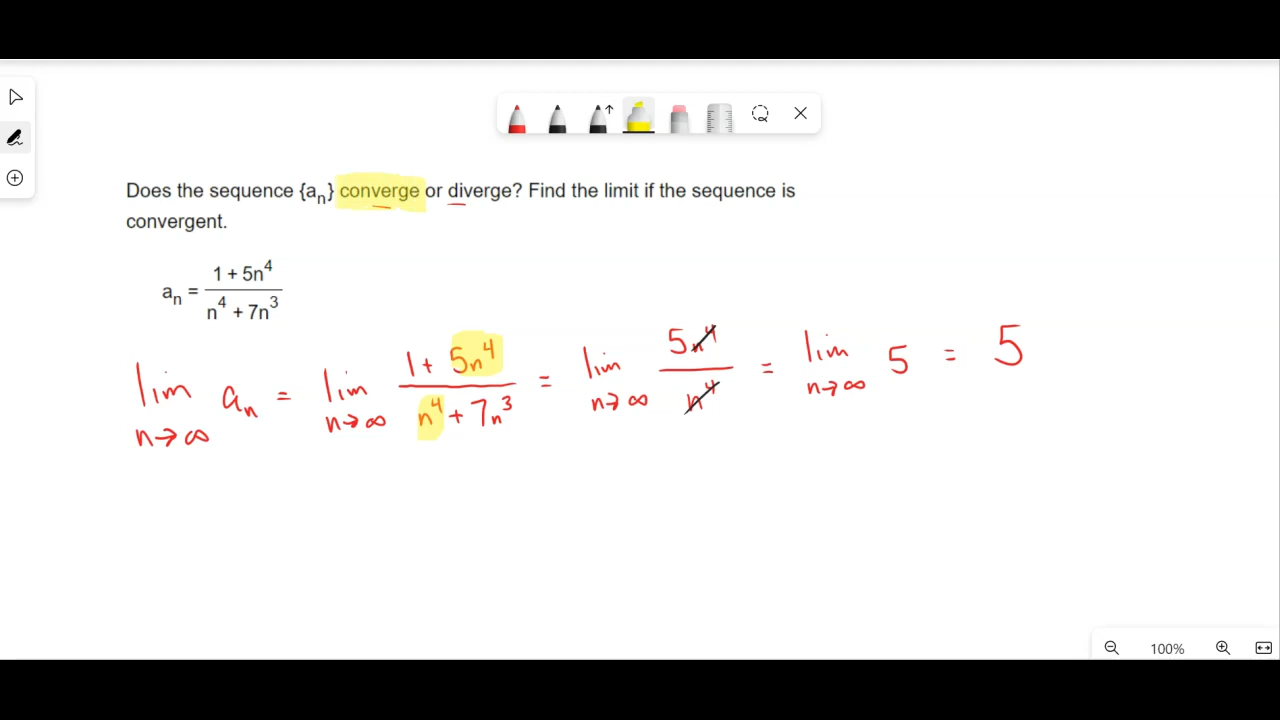 Does the sequence {aₙ} converge or diverge? Find the limit if the sequence is
convergent.
aₙ = (1 + 5n⁴)/(n⁴ + 7n³)
lim n→∞ aₙ = lim n→∞ (1 + 5n⁴)/(n⁴ + 7n³) = lim n→∞ 5n⁴/n⁴ = lim n→∞ 5 = 5
100%